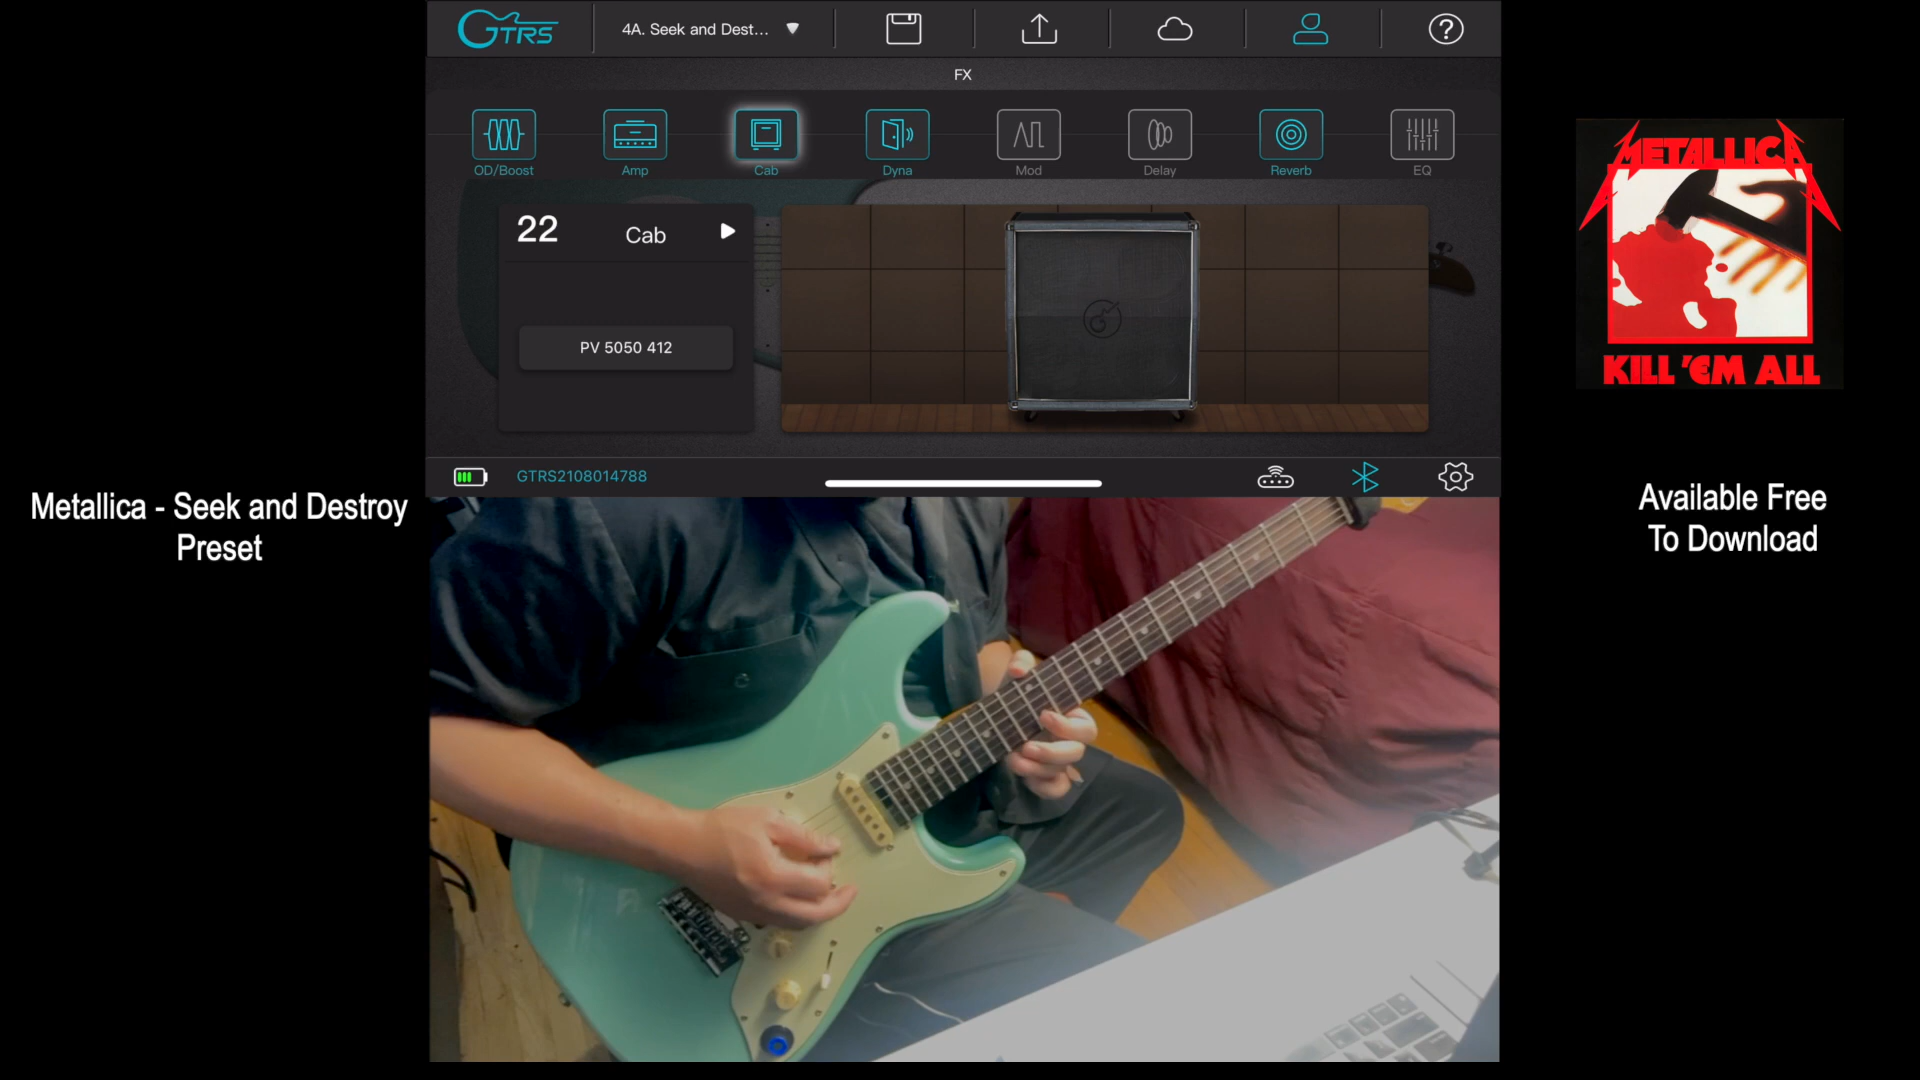 GTRS
4A. Seek and Dest...
FX
OD/Boost
Amp
Cab
Dyna
Mod
Delay
Reverb
EQ
22
Cab
PV 5050 412
GTRS2108014788
METALLICA
KILL 'EM ALL
Metallica - Seek and Destroy
Preset
Available Free
To Download